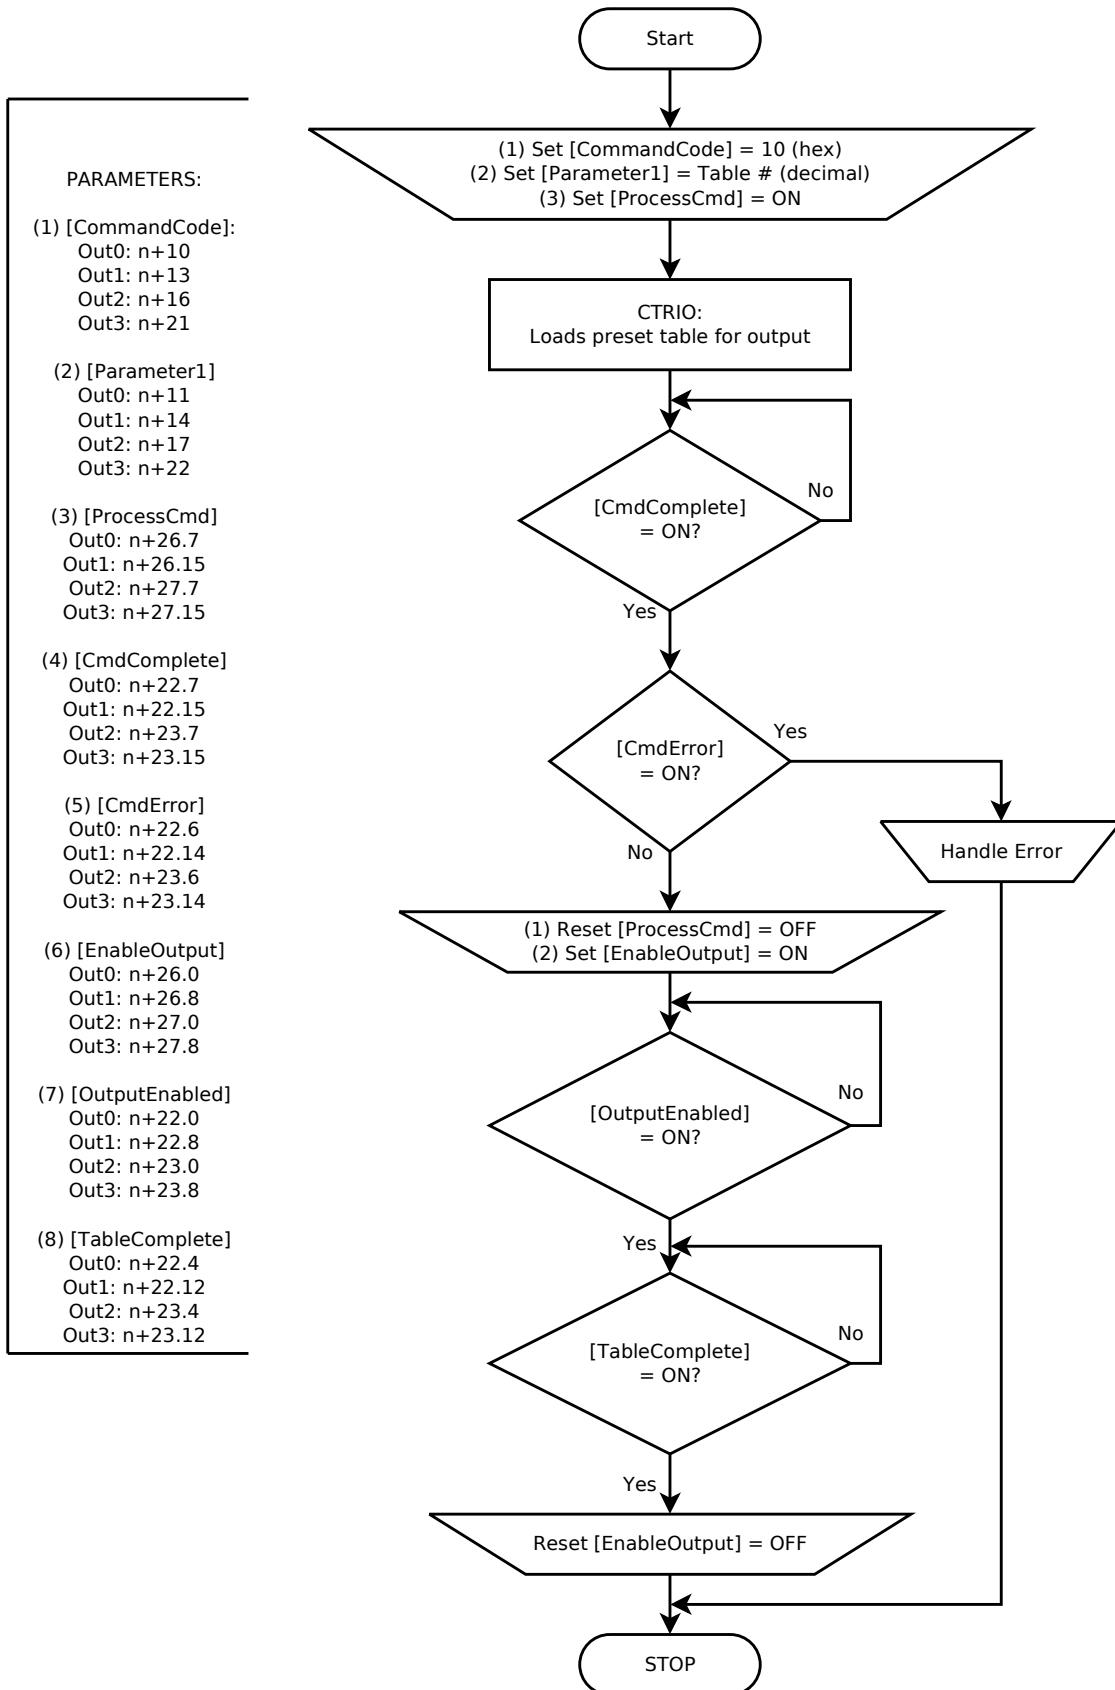 Start
PARAMETERS:
(1) [CommandCode]:
Out0: n+10
Out1: n+13
Out2: n+16
Out3: n+21
(2) [Parameter1]
Out0: n+11
Out1: n+14
Out2: n+17
Out3: n+22
(3) [ProcessCmd]
Out0: n+26.7
Out1: n+26.15
Out2: n+27.7
Out3: n+27.15
(4) [CmdComplete]
Out0: n+22.7
Out1: n+22.15
Out2: n+23.7
Out3: n+23.15
(5) [CmdError]
Out0: n+22.6
Out1: n+22.14
Out2: n+23.6
Out3: n+23.14
(6) [EnableOutput]
Out0: n+26.0
Out1: n+26.8
Out2: n+27.0
Out3: n+27.8
(7) [OutputEnabled]
Out0: n+22.0
Out1: n+22.8
Out2: n+23.0
Out3: n+23.8
(8) [TableComplete]
Out0: n+22.4
Out1: n+22.12
Out2: n+23.4
Out3: n+23.12
(1) Set [CommandCode] = 10 (hex)
(2) Set [Parameter1] = Table # (decimal)
(3) Set [ProcessCmd] = ON
CTRIO:
Loads preset table for output
[CmdComplete]
= ON?
No
Yes
[CmdError]
= ON?
Yes
No
Handle Error
(1) Reset [ProcessCmd] = OFF
(2) Set [EnableOutput] = ON
[OutputEnabled]
= ON?
No
Yes
[TableComplete]
= ON?
No
Yes
Reset [EnableOutput] = OFF
STOP